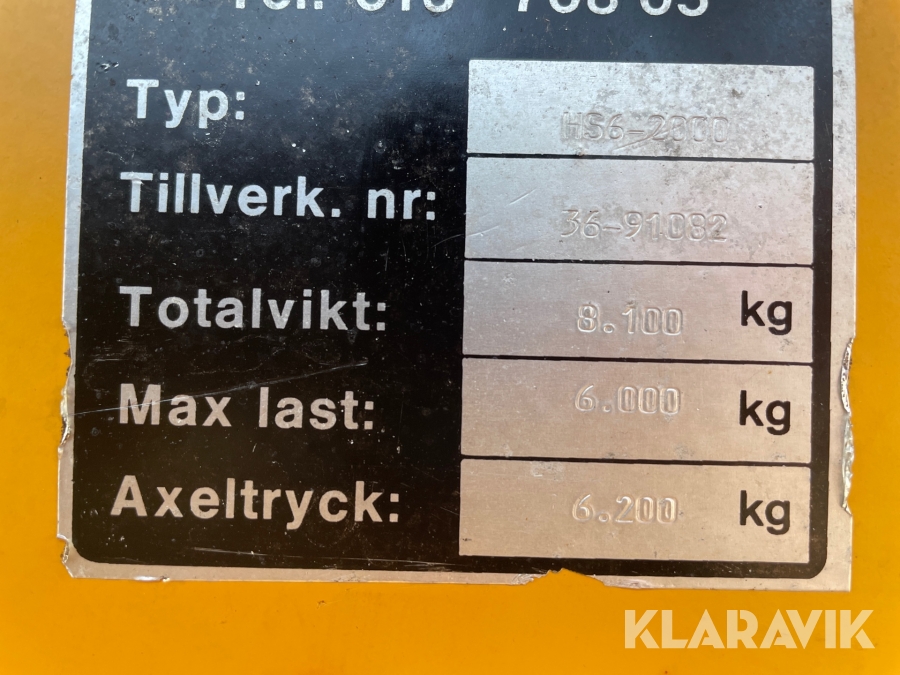 Typ: HS6-2000
Tillverk. nr: 36-91082
Totalvikt: 8.100 kg
Max last: 6.000 kg
Axeltryck: 6.200 kg
KLARAVIK